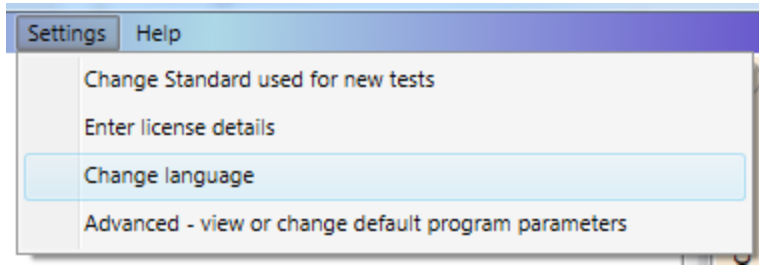 Settings Help
Change Standard used for new tests
Enter license details
Change language
Advanced - view or change default program parameters